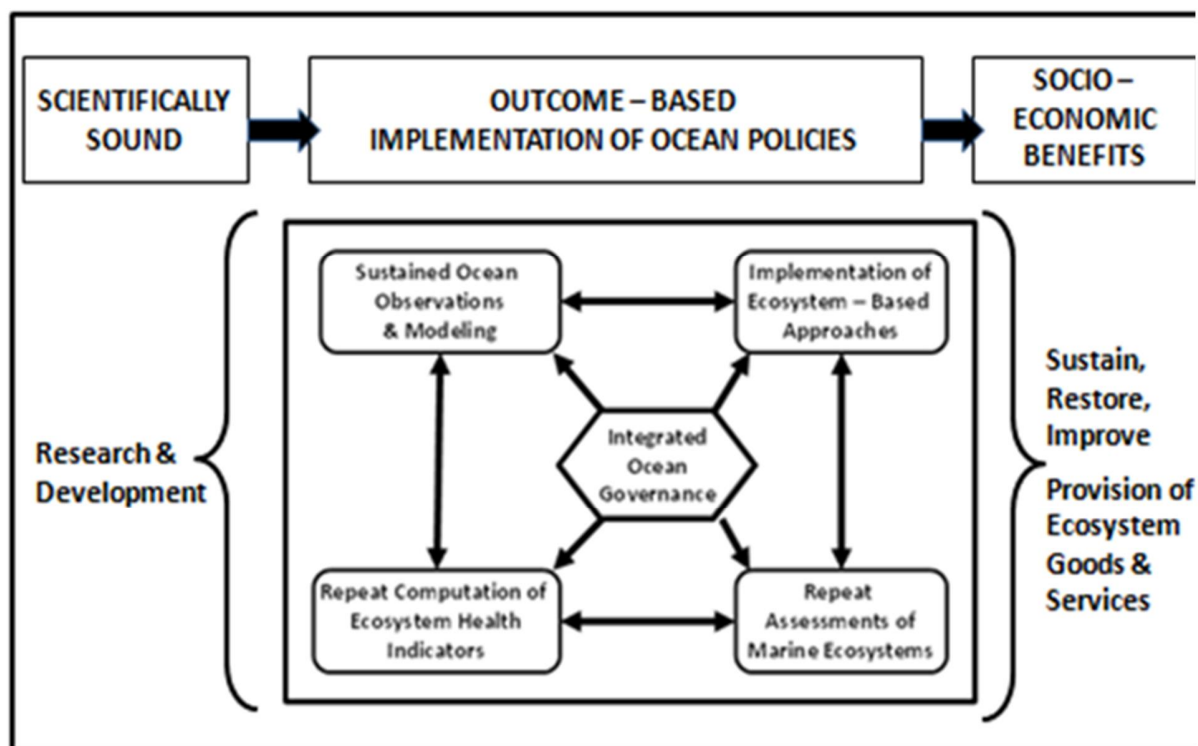 SCIENTIFICALLY
SOUND
OUTCOME – BASED
IMPLEMENTATION OF OCEAN POLICIES
SOCIO –
ECONOMIC
BENEFITS
Research &
Development
Sustained Ocean
Observations
& Modeling
Implementation of
Ecosystem – Based
Approaches
Integrated
Ocean
Governance
Repeat Computation of
Ecosystem Health
Indicators
Repeat
Assessments of
Marine Ecosystems
Sustain,
Restore,
Improve
Provision of
Ecosystem
Goods &
Services